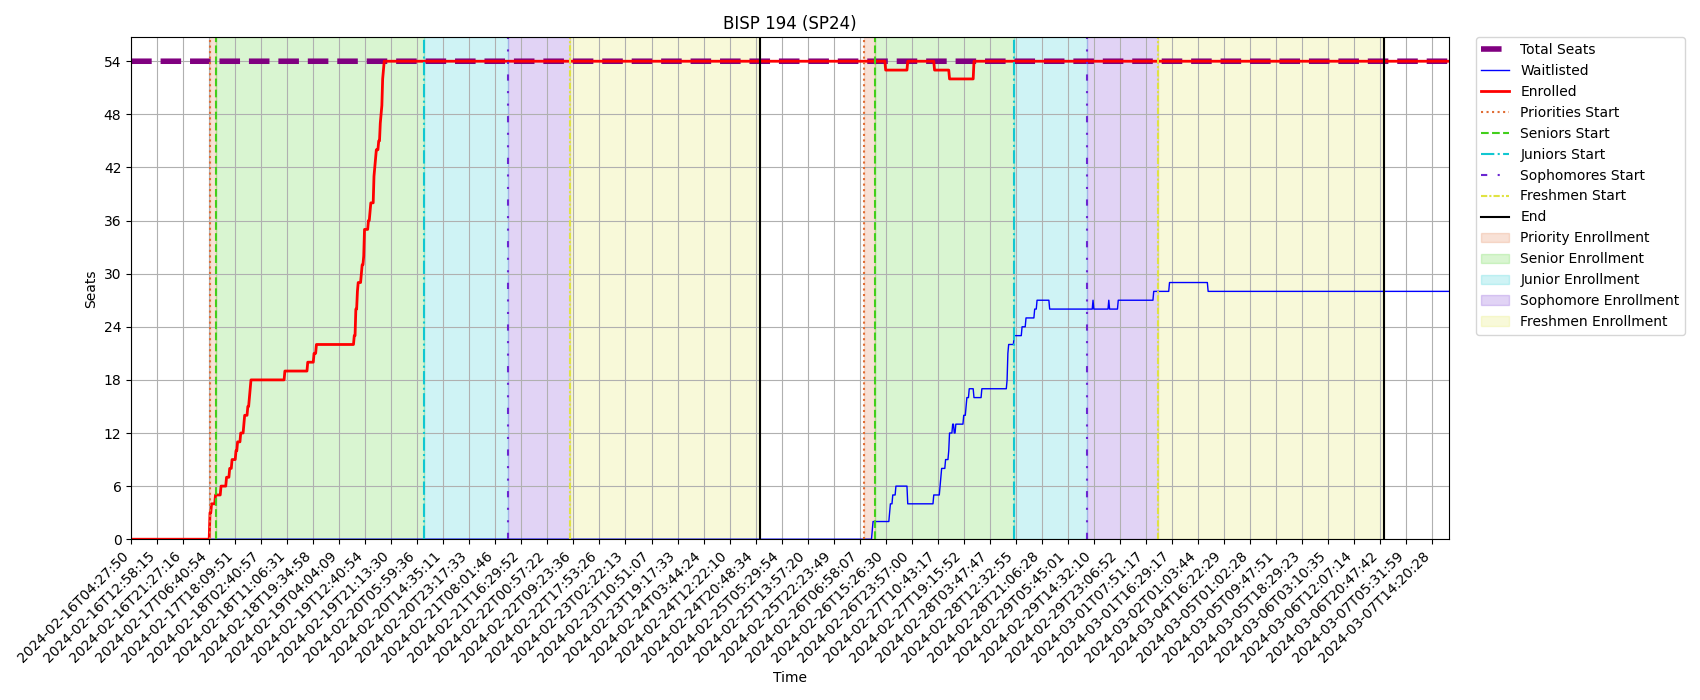 BISP 194 (SP24)
Total Seats
Waitlisted
Enrolled
Priorities Start
Seniors Start
Juniors Start
Sophomores Start
Freshmen Start
End
Priority Enrollment
Senior Enrollment
Junior Enrollment
Sophomore Enrollment
Freshmen Enrollment
Seats
54
48
42
36
30
24
18
12
6
0
2024-02-16T04:27:50
2024-02-16T12:58:15
2024-02-16T21:27:16
2024-02-17T06:40:54
2024-02-17T18:09:51
2024-02-18T02:40:57
2024-02-18T11:06:31
2024-02-18T19:34:58
2024-02-19T04:04:09
2024-02-19T12:40:54
2024-02-19T21:13:30
2024-02-20T05:59:36
2024-02-20T14:35:11
2024-02-20T23:17:33
2024-02-21T08:01:46
2024-02-21T16:29:52
2024-02-22T00:57:22
2024-02-22T09:23:36
2024-02-22T17:53:26
2024-02-23T02:22:13
2024-02-23T10:51:07
2024-02-23T19:17:33
2024-02-24T03:44:24
2024-02-24T12:22:10
2024-02-24T20:48:34
2024-02-25T05:29:54
2024-02-25T13:57:20
2024-02-25T22:23:49
2024-02-26T06:58:07
2024-02-26T15:26:30
2024-02-26T23:57:00
2024-02-27T10:43:17
2024-02-27T19:15:52
2024-02-28T03:47:47
2024-02-28T12:32:55
2024-02-28T21:06:28
2024-02-29T05:45:01
2024-02-29T14:32:10
2024-02-29T23:06:52
2024-03-01T07:51:17
2024-03-01T16:29:17
2024-03-02T01:03:44
2024-03-04T16:22:29
2024-03-05T01:02:28
2024-03-05T09:47:51
2024-03-05T18:29:23
2024-03-06T03:10:35
2024-03-06T12:07:14
2024-03-06T20:47:42
2024-03-07T05:31:59
2024-03-07T14:20:28
Time